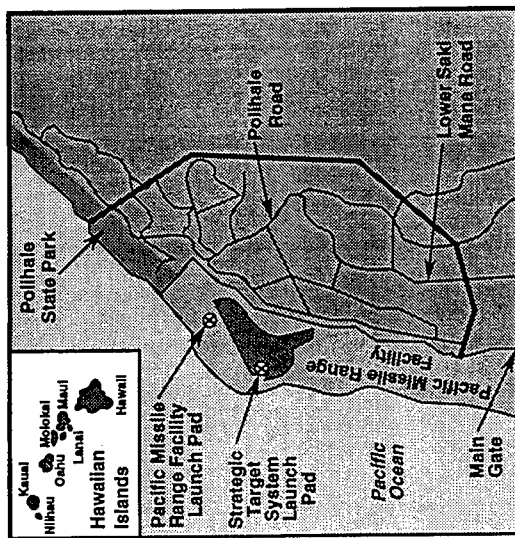 Kauai
Niihau
Molokai
Oahu
Maui
Lanai
Hawaii
Hawaiian
Islands
Polihale
State Park
Pacific Missile
Range Facility
Launch Pad
Strategic
Target
System
Launch
Pad
Polihale
Road
Pacific Missile Range
Facility
Pacific
Ocean
Lower Saki
Mana Road
Main
Gate